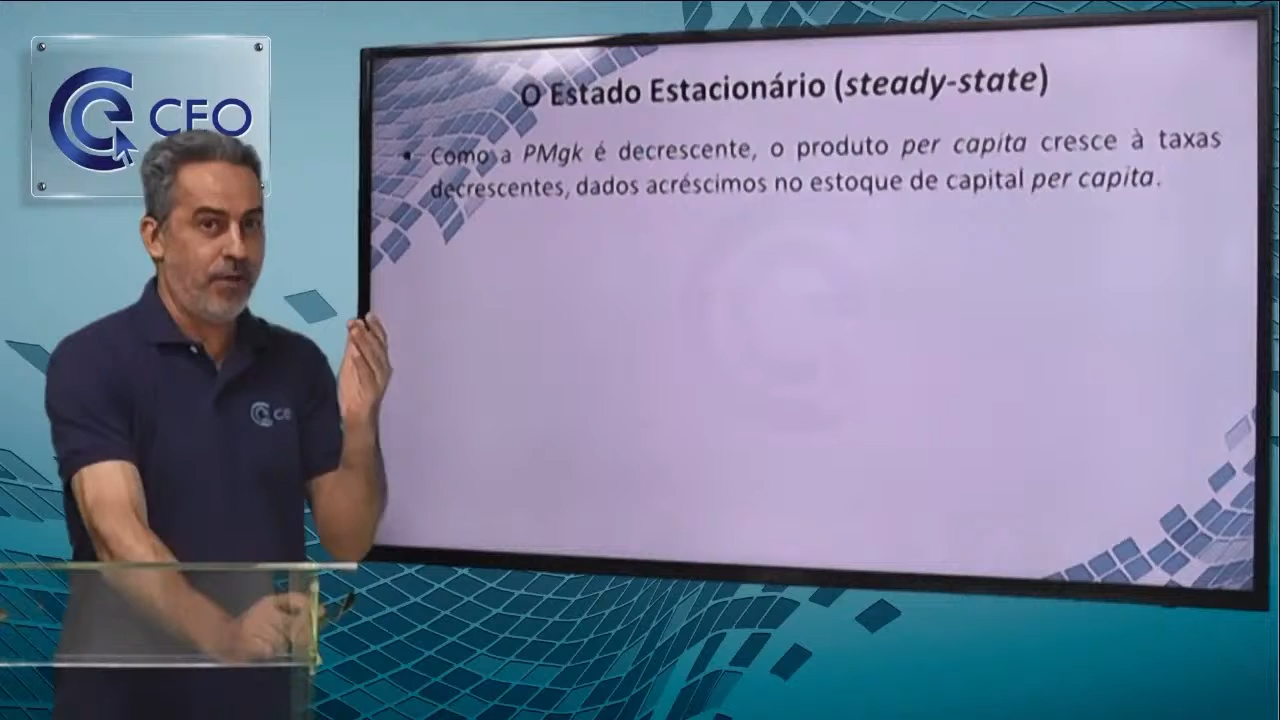 CEO
O Estado Estacionário (steady-state)
• Como a PMgk é decrescente, o produto per capita cresce à taxas
decrescentes, dados acréscimos no estoque de capital per capita.
ce